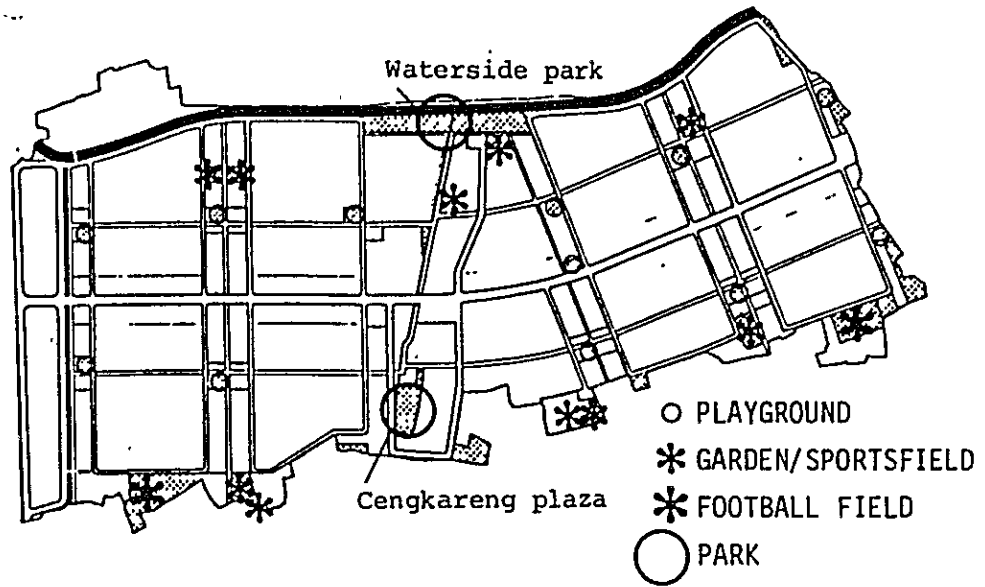 Waterside park
PLAYGROUND
GARDEN/SPORTSFIELD
FOOTBALL FIELD
PARK
Cengkareng plaza